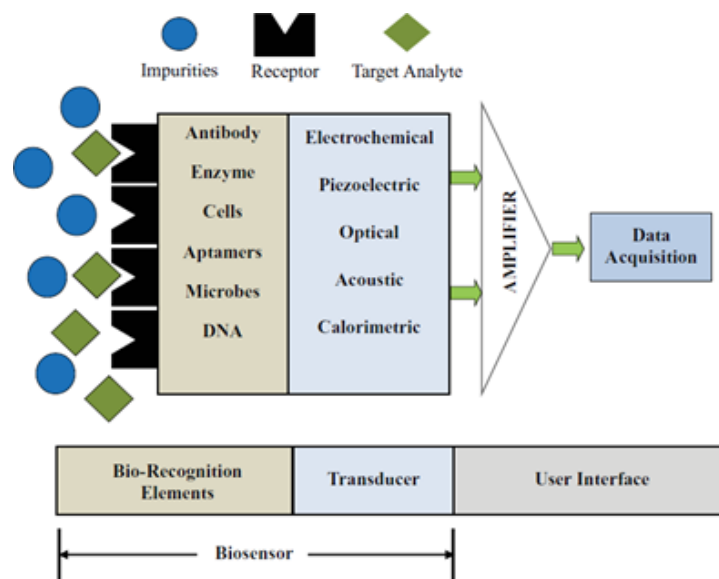 Impurities
Receptor
Target Analyte
Antibody
Enzyme
Cells
Aptamers
Microbes
DNA
Electrochemical
Piezoelectric
Optical
Acoustic
Calorimetric
AMPLIFIER
Data
Acquisition
Bio-Recognition
Elements
Transducer
User Interface
Biosensor